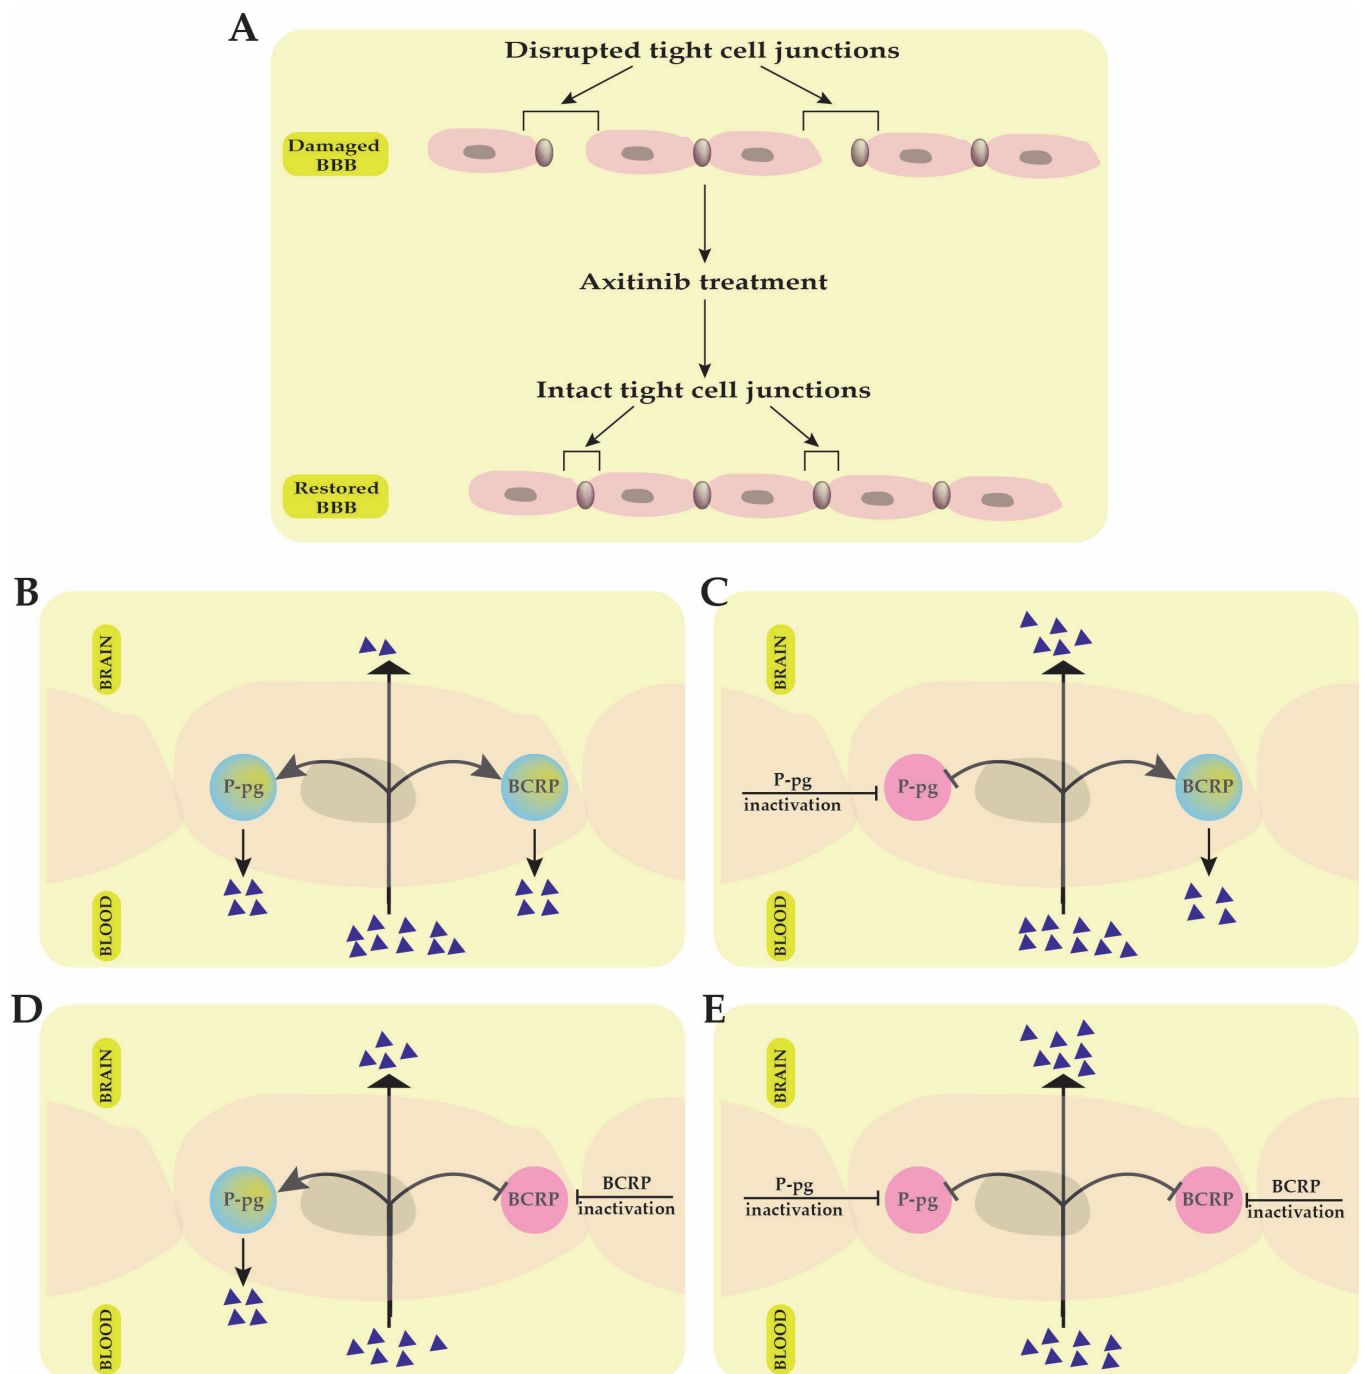 A
Disrupted tight cell junctions
Damaged
BBB
Axitinib treatment
Intact tight cell junctions
Restored
BBB
B
BRAIN
P-pg
BCRP
BLOOD
C
BRAIN
P-pg
inactivation
P-pg
BCRP
BLOOD
D
BRAIN
P-pg
BCRP
BCRP
inactivation
BLOOD
E
BRAIN
P-pg
inactivation
P-pg
BCRP
BCRP
inactivation
BLOOD